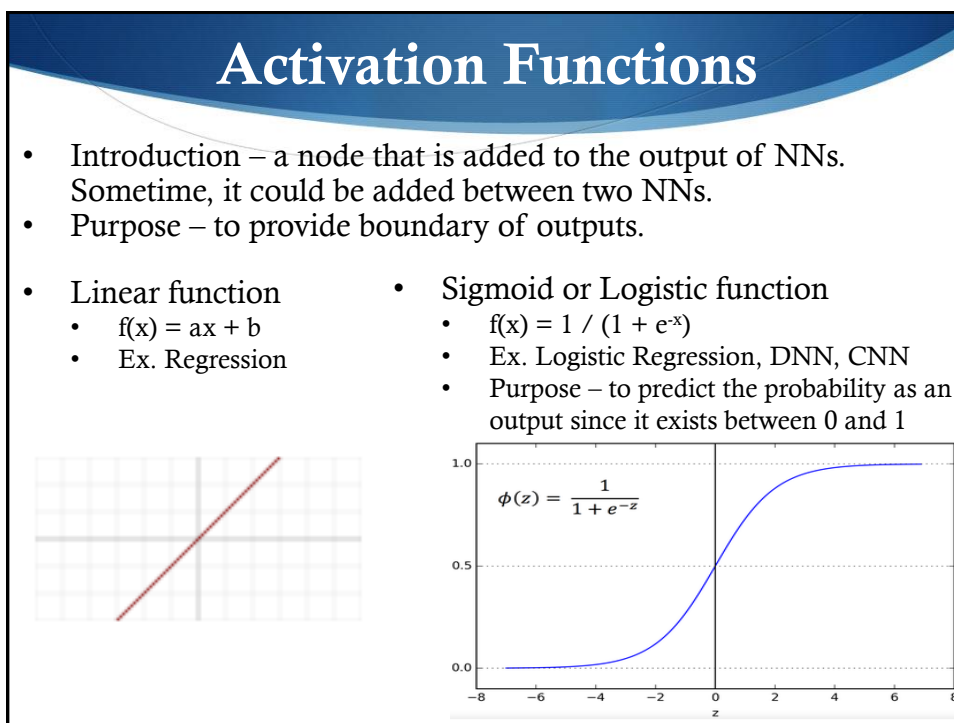 Activation Functions
• Introduction – a node that is added to the output of NNs.
Sometime, it could be added between two NNs.
• Purpose – to provide boundary of outputs.
• Linear function
• f(x) = ax + b
• Ex. Regression
• Sigmoid or Logistic function
• f(x) = 1 / (1 + e⁻ˣ)
• Ex. Logistic Regression, DNN, CNN
• Purpose – to predict the probability as an
output since it exists between 0 and 1
1.0
ϕ(z) = 1 / (1 + e⁻ᶻ)
0.5
0.0
−8 −6 −4 −2 0 2 4 6 8
z